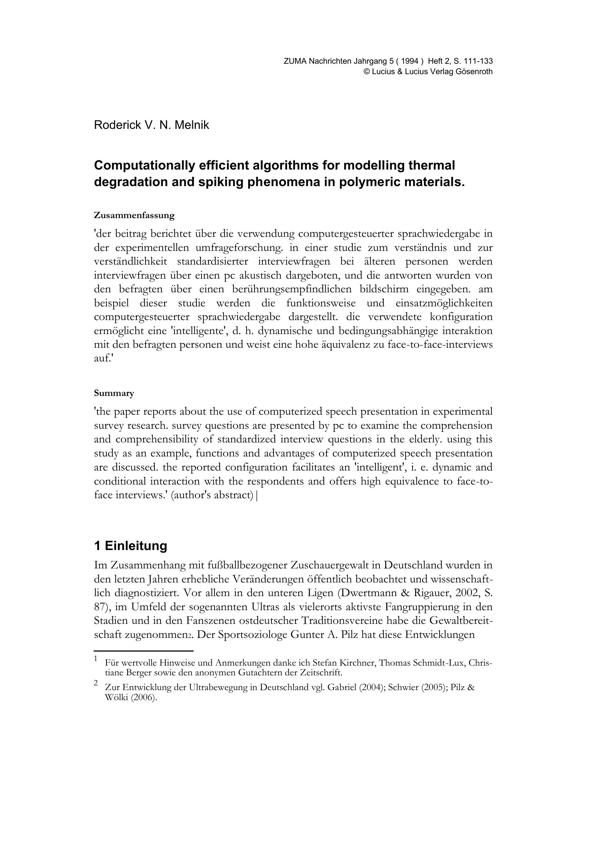 ZUMA Nachrichten Jahrgang 5 ( 1994 ) Heft 2, S. 111-133
© Lucius & Lucius Verlag Gösenroth
Roderick V. N. Melnik
Computationally efficient algorithms for modelling thermal
degradation and spiking phenomena in polymeric materials.
Zusammenfassung
'der beitrag berichtet über die verwendung computergesteuerter sprachwiedergabe in
der experimentellen umfrageforschung. in einer studie zum verständnis und zur
verständlichkeit standardisierter interviewfragen bei älteren personen werden
interviewfragen über einen pc akustisch dargeboten, und die antworten wurden von
den befragten über einen berührungsempfindlichen bildschirm eingegeben. am
beispiel dieser studie werden die funktionsweise und einsatzmöglichkeiten
computergesteuerter sprachwiedergabe dargestellt. die verwendete konfiguration
ermöglicht eine 'intelligente', d. h. dynamische und bedingungsabhängige interaktion
mit den befragten personen und weist eine hohe äquivalenz zu face-to-face-interviews
auf.'
Summary
'the paper reports about the use of computerized speech presentation in experimental
survey research. survey questions are presented by pc to examine the comprehension
and comprehensibility of standardized interview questions in the elderly. using this
study as an example, functions and advantages of computerized speech presentation
are discussed. the reported configuration facilitates an 'intelligent', i. e. dynamic and
conditional interaction with the respondents and offers high equivalence to face-to-
face interviews.' (author's abstract)|
1 Einleitung
Im Zusammenhang mit fußballbezogener Zuschauergewalt in Deutschland wurden in
den letzten Jahren erhebliche Veränderungen öffentlich beobachtet und wissenschaft-
lich diagnostiziert. Vor allem in den unteren Ligen (Dwertmann & Rigauer, 2002, S.
87), im Umfeld der sogenannten Ultras als vielerorts aktivste Fangruppierung in den
Stadien und in den Fanszenen ostdeutscher Traditionsvereine habe die Gewaltbereit-
schaft zugenommen2. Der Sportsoziologe Gunter A. Pilz hat diese Entwicklungen
1 Für wertvolle Hinweise und Anmerkungen danke ich Stefan Kirchner, Thomas Schmidt-Lux, Chris-
tiane Berger sowie den anonymen Gutachtern der Zeitschrift.
2 Zur Entwicklung der Ultrabewegung in Deutschland vgl. Gabriel (2004); Schwier (2005); Pilz &
Wölki (2006).